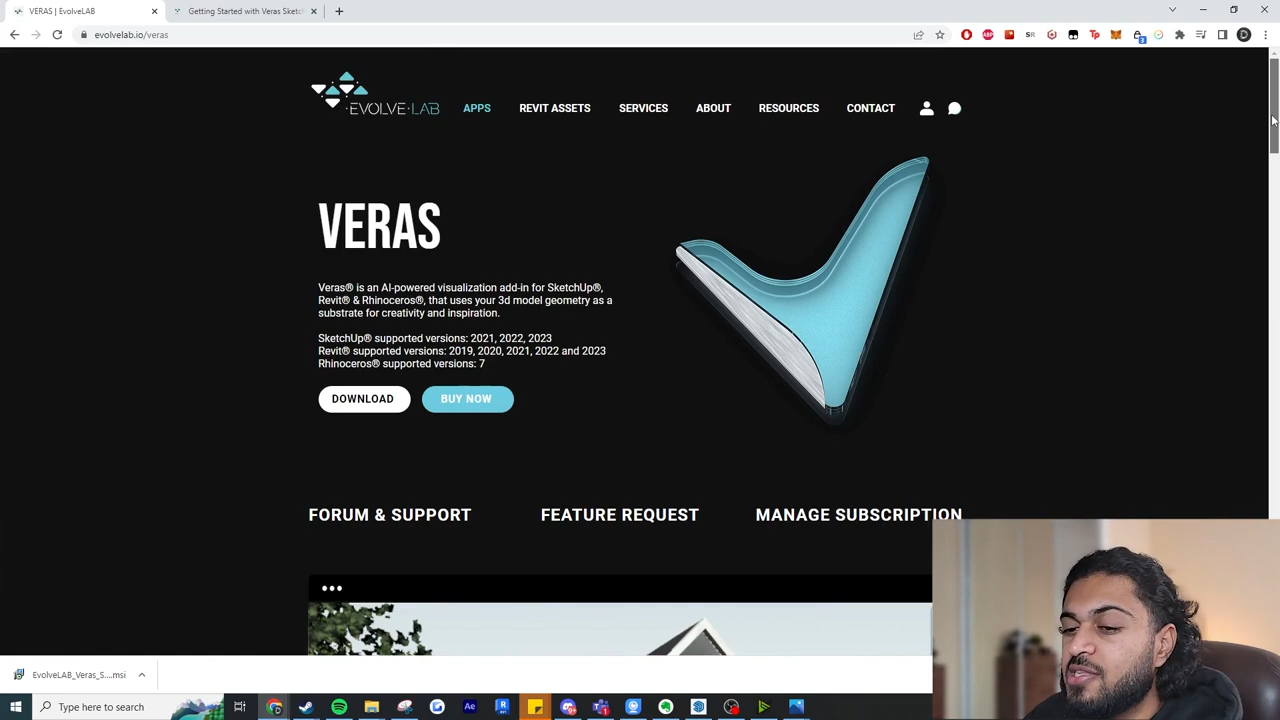 VERAS | EvolveLAB
Getting Started with Veras Sketch
evolvelab.io/veras
EVOLVE·LAB
APPS
REVIT ASSETS
SERVICES
ABOUT
RESOURCES
CONTACT
VERAS
Veras® is an AI-powered visualization add-in for SketchUp®,
Revit® & Rhinoceros®, that uses your 3d model geometry as a
substrate for creativity and inspiration.
SketchUp® supported versions: 2021, 2022, 2023
Revit® supported versions: 2019, 2020, 2021, 2022 and 2023
Rhinoceros® supported versions: 7
DOWNLOAD
BUY NOW
FORUM & SUPPORT
FEATURE REQUEST
MANAGE SUBSCRIPTION
EvolveLAB_Veras_S....msi
Type here to search